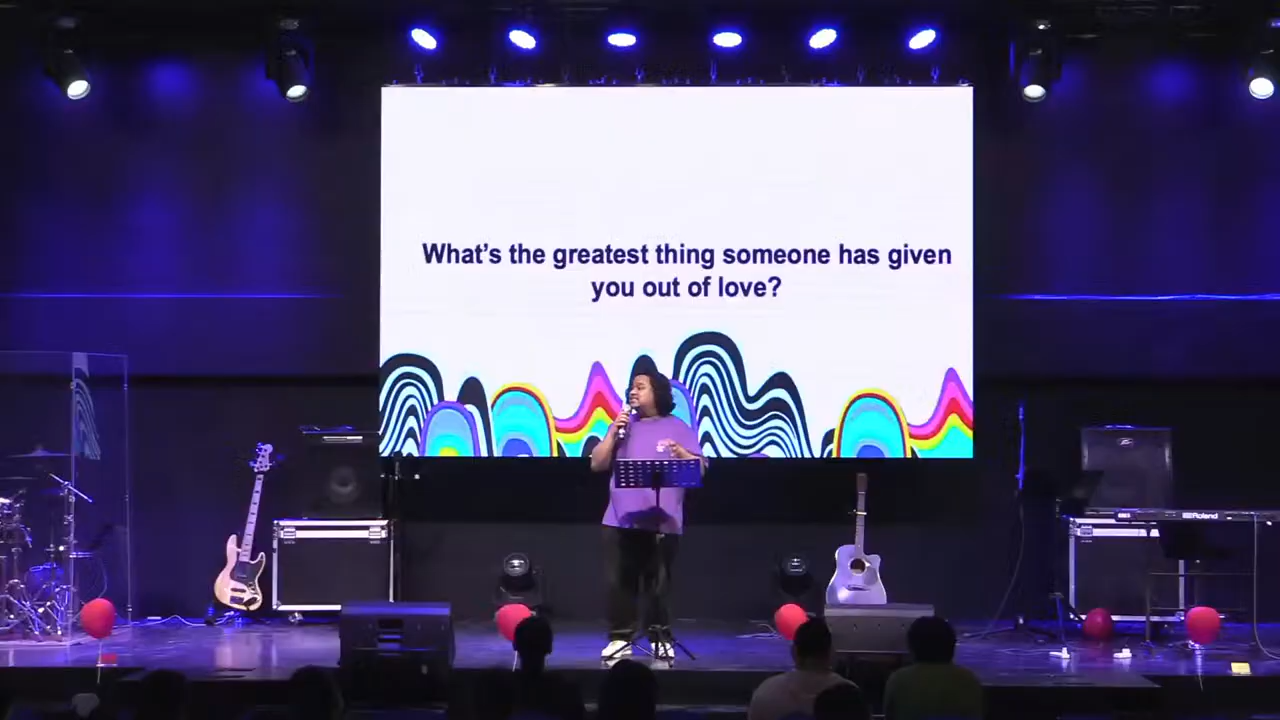 What's the greatest thing someone has given
you out of love?
Roland